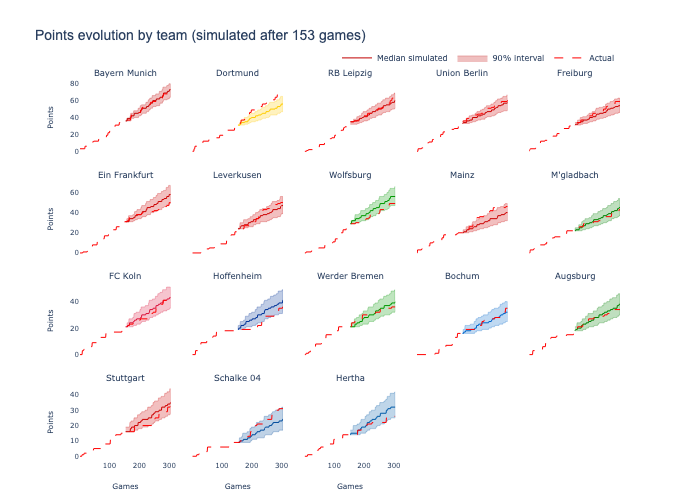 Points evolution by team (simulated after 153 games)
Median simulated 90% interval Actual
Bayern Munich Dortmund RB Leipzig Union Berlin Freiburg
80
60
40
20
0
Points
Ein Frankfurt Leverkusen Wolfsburg Mainz M'gladbach
60
40
20
0
Points
FC Koln Hoffenheim Werder Bremen Bochum Augsburg
40
20
0
Points
Stuttgart Schalke 04 Hertha
40
30
20
10
0
Points
100 200 300 100 200 300 100 200 300
Games Games Games